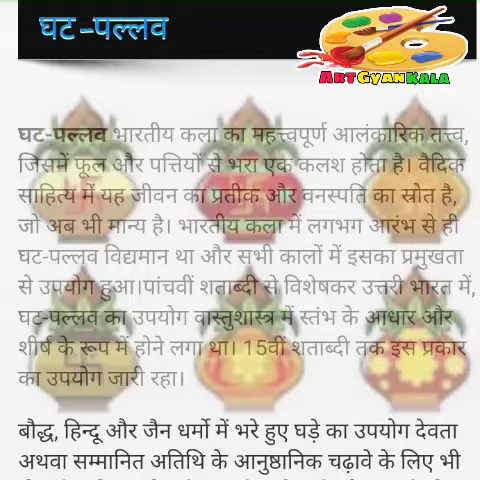 घट -पल्लव
ArtGyanKala
घट-पल्लव भारतीय कला का महत्त्वपूर्ण आलंकारिक तत्त्व,
जिसमें फूल और पत्तियों से भरा एक कलश होता है। वैदिक
साहित्य में यह जीवन का प्रतीक और वनस्पति का स्रोत है,
जो अब भी मान्य है। भारतीय कला में लगभग आरंभ से ही
घट-पल्लव विद्यमान था और सभी कालों में इसका प्रमुखता
से उपयोग हुआ।पांचवीं शताब्दी से विशेषकर उत्तरी भारत में,
घट-पल्लव का उपयोग वास्तुशास्त्र में स्तंभ के आधार और
शीर्ष के रूप में होने लगा था। 15वीं शताब्दी तक इस प्रकार
का उपयोग जारी रहा।
बौद्ध, हिन्दू और जैन धर्मो में भरे हुए घड़े का उपयोग देवता
अथवा सम्मानित अतिथि के आनुष्ठानिक चढ़ावे के लिए भी